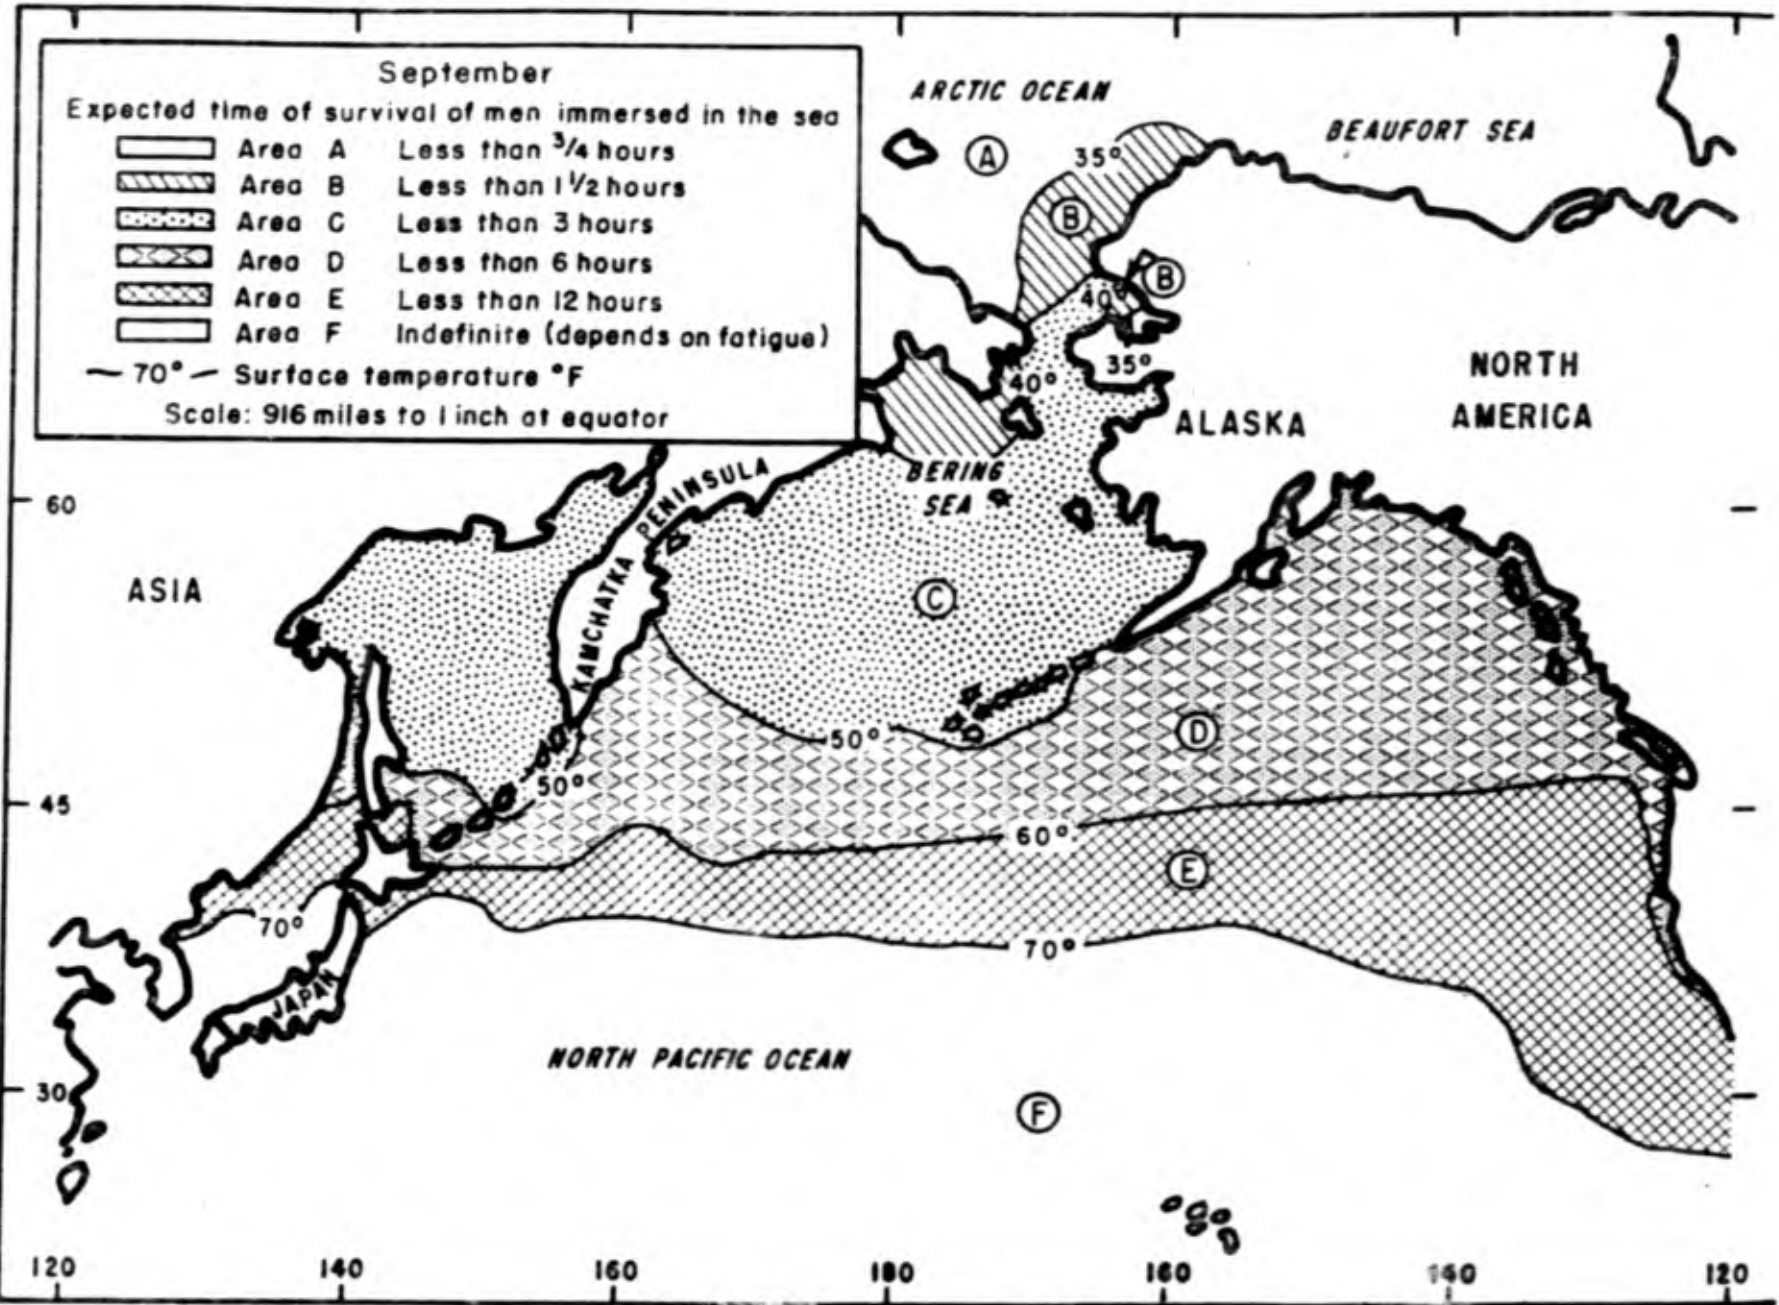 September
Expected time of survival of men immersed in the sea
Area A Less than 3/4 hours
Area B Less than 1 1/2 hours
Area C Less than 3 hours
Area D Less than 6 hours
Area E Less than 12 hours
Area F Indefinite (depends on fatigue)
70° Surface temperature °F
Scale: 916 miles to 1 inch at equator
ARCTIC OCEAN
BEAUFORT SEA
A
35°
B
B
40°
35°
40°
NORTH
AMERICA
ALASKA
BERING
SEA
60
KAMCHATKA PENINSULA
ASIA
C
D
50°
50°
45
60°
E
70°
70°
JAPAN
NORTH PACIFIC OCEAN
30
F
120
140
160
180
160
140
120